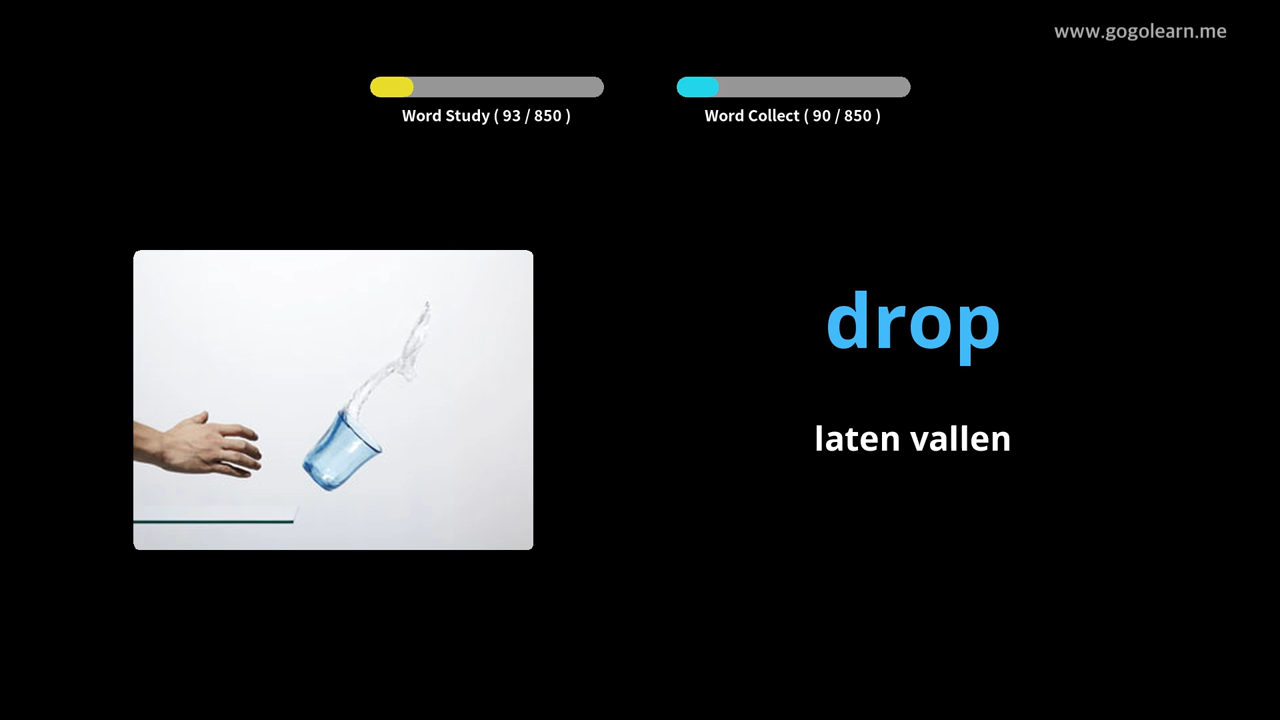 www.gogolearn.me
Word Study ( 93 / 850 )
Word Collect ( 90 / 850 )
drop
laten vallen